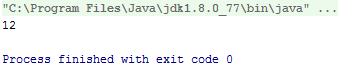 "C:\Program Files\Java\jdk1.8.0_77\bin\java" ...
12
Process finished with exit code 0